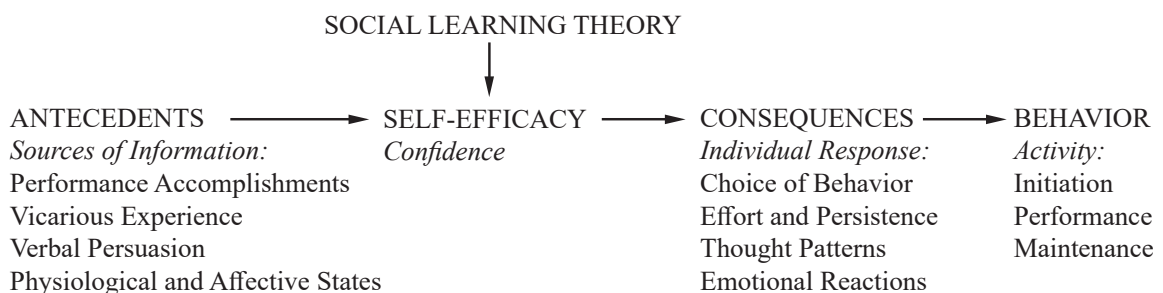 SOCIAL LEARNING THEORY
ANTECEDENTS SELF-EFFICACY CONSEQUENCES BEHAVIOR
Sources of Information: Confidence Individual Response: Activity:
Performance Accomplishments Choice of Behavior Initiation
Vicarious Experience Effort and Persistence Performance
Verbal Persuasion Thought Patterns Maintenance
Physiological and Affective States Emotional Reactions